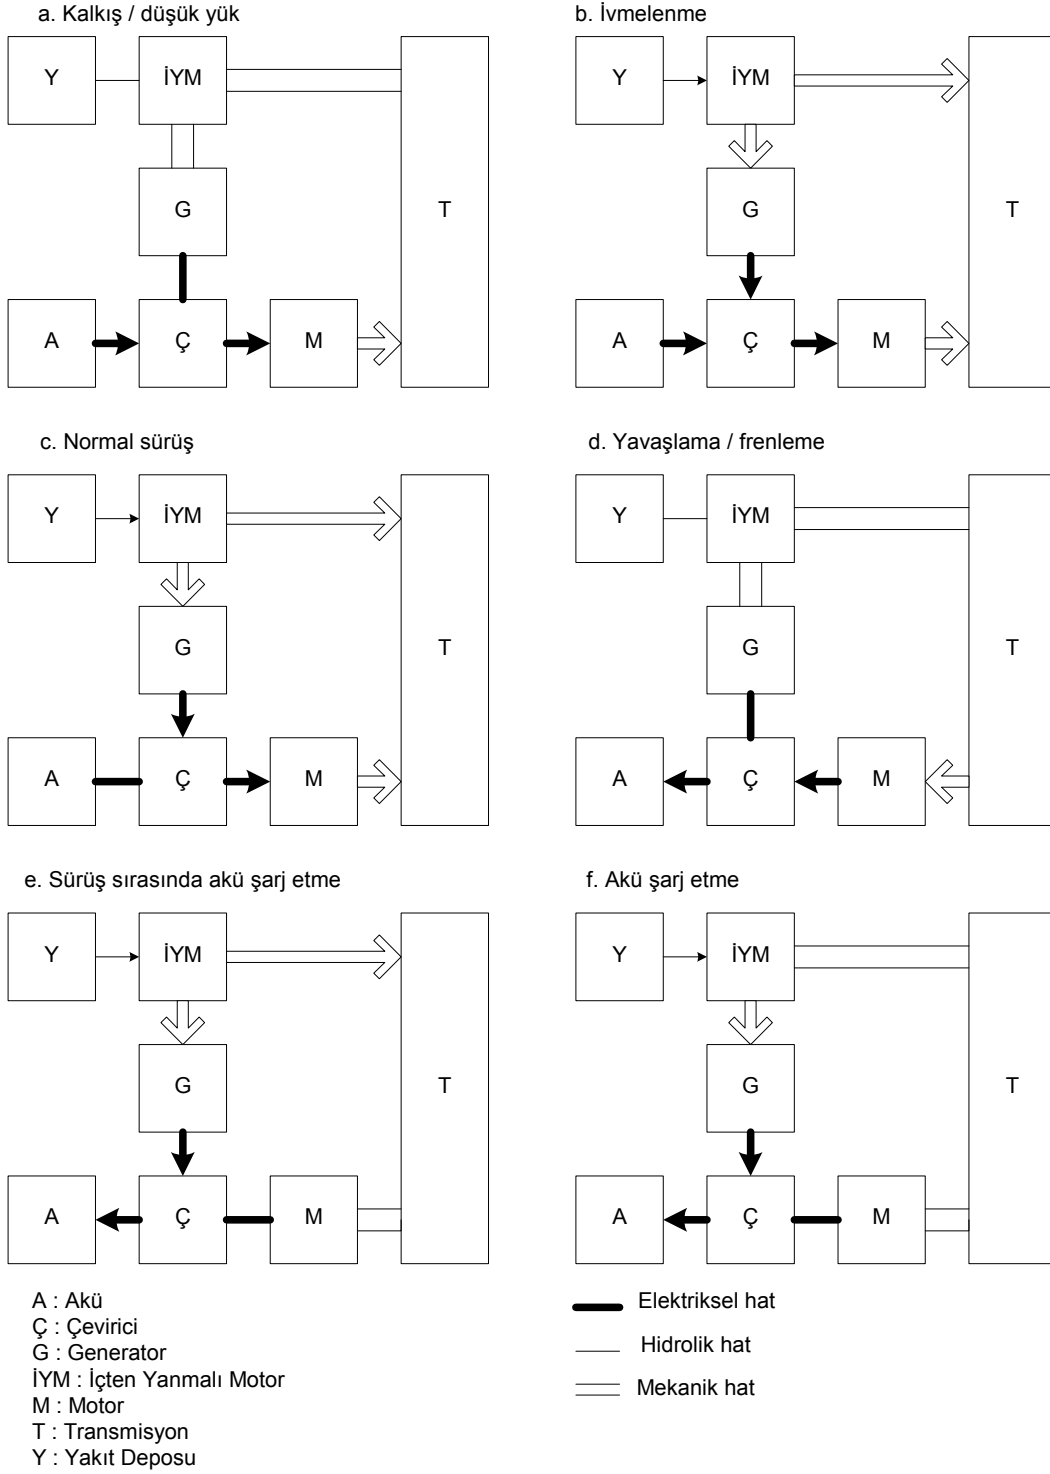 a. Kalkış / düşük yük
b. İvmelenme
Y
İYM
Y
İYM
G
T
G
T
A
Ç
M
A
Ç
M
c. Normal sürüş
d. Yavaşlama / frenleme
Y
İYM
Y
İYM
G
T
G
T
A
Ç
M
A
Ç
M
e. Sürüş sırasında akü şarj etme
f. Akü şarj etme
Y
İYM
Y
İYM
G
T
G
T
A
Ç
M
A
Ç
M
A : Akü
Ç : Çevirici
G : Generator
İYM : İçten Yanmalı Motor
M : Motor
T : Transmisyon
Y : Yakıt Deposu
Elektriksel hat
Hidrolik hat
Mekanik hat